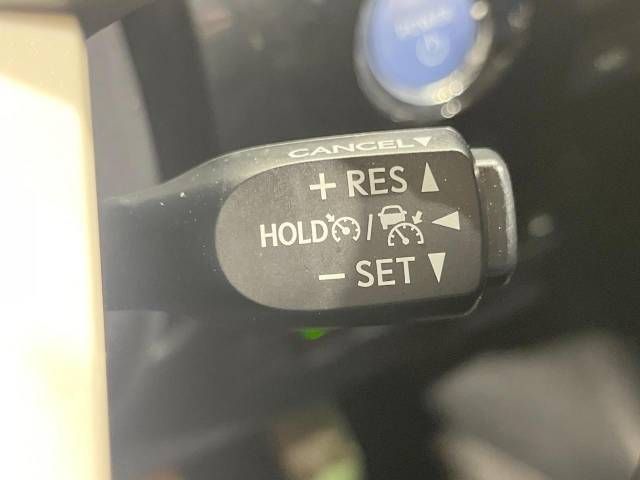 CANCEL▼
+ RES ▲
HOLD / ◀
− SET ▼